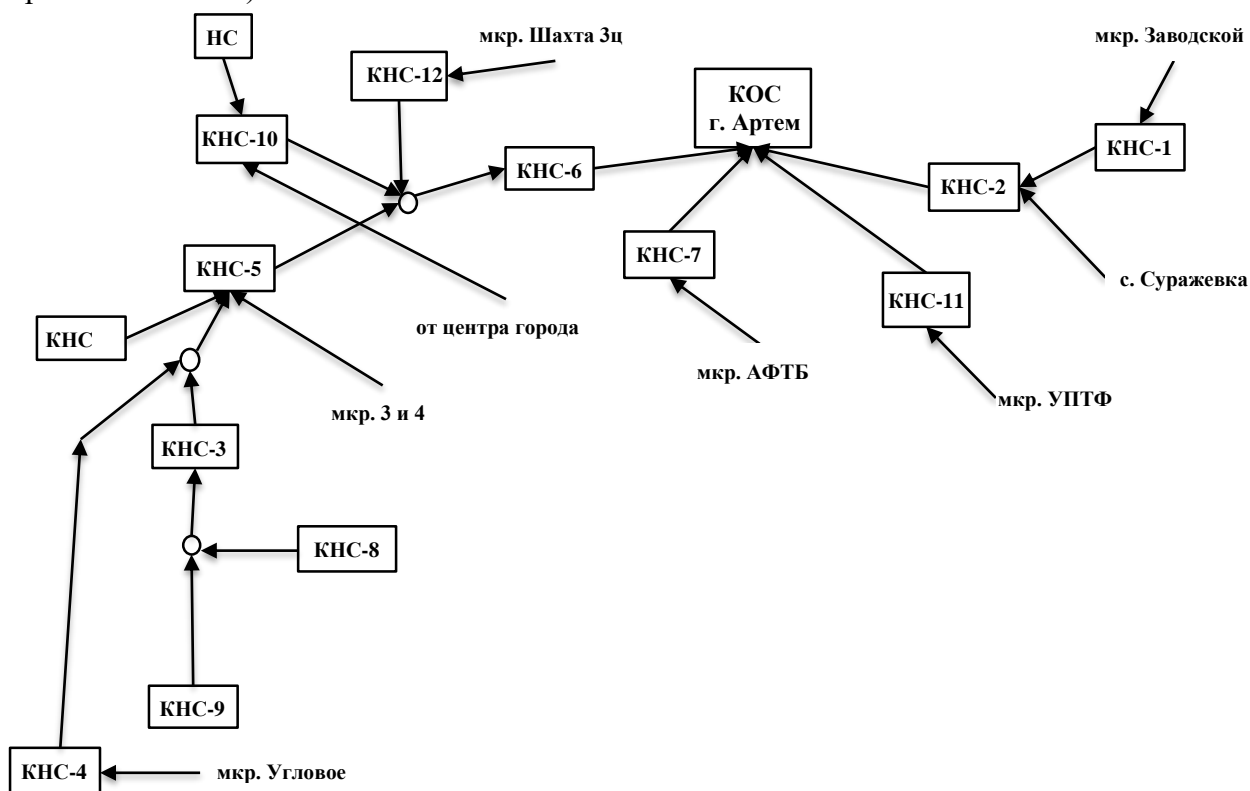 НС
мкр. Шахта 3ц
мкр. Заводской
КНС-12
КОС
г. Артем
КНС-10
КНС-1
КНС-6
КНС-2
КНС-5
КНС-7
с. Суражевка
КНС-11
от центра города
КНС
мкр. АФТБ
мкр. УПТФ
мкр. 3 и 4
КНС-3
КНС-8
КНС-9
КНС-4
мкр. Угловое